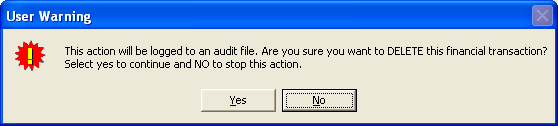 User Warning
This action will be logged to an audit file. Are you sure you want to DELETE this financial transaction?
Select yes to continue and NO to stop this action.
Yes
No